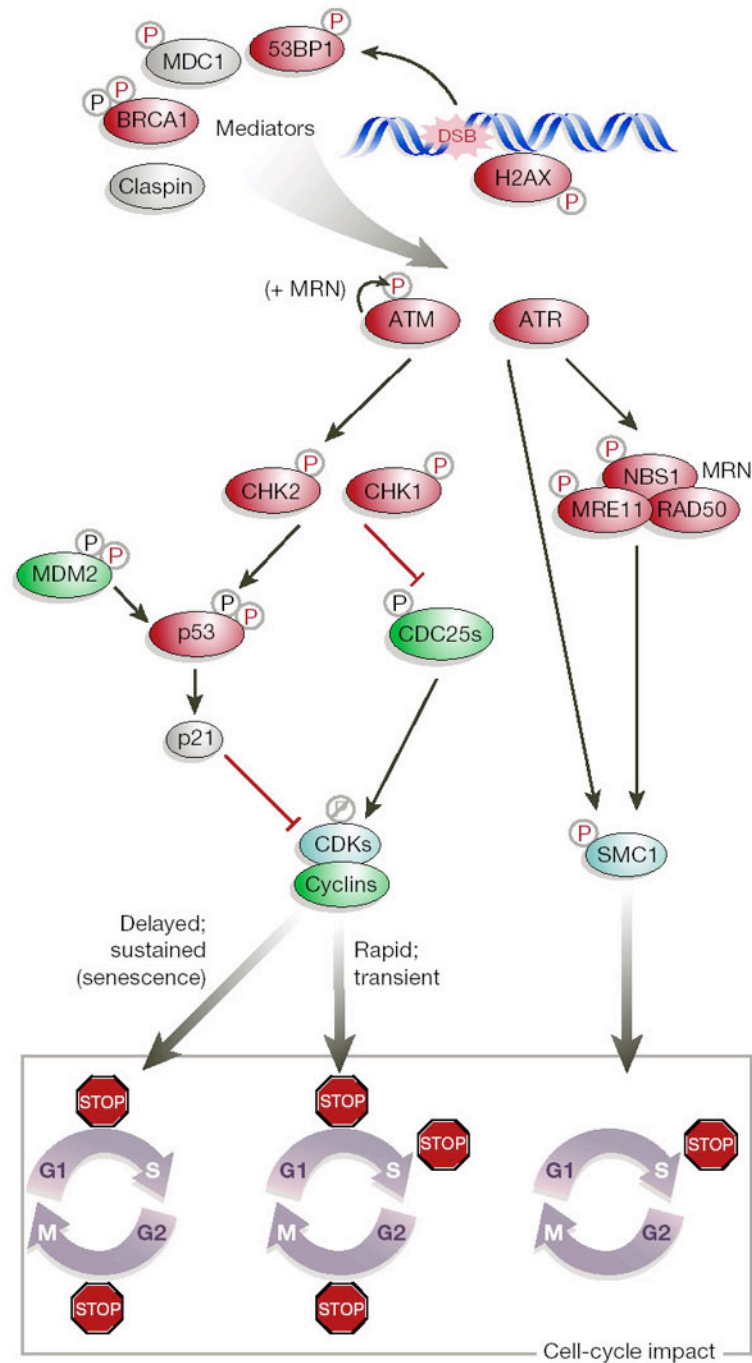 P
P
53BP1
MDC1
P
P
BRCA1
Mediators
DSB
Claspin
H2AX
P
(+ MRN)
P
ATM
ATR
P
P
P
NBS1
MRN
CHK2
CHK1
P
MRE11
RAD50
P
P
MDM2
P
P
P
p53
CDC25s
p21
P
CDKs
P
SMC1
Cyclins
Delayed;
sustained
(senescence)
Rapid;
transient
STOP
STOP
STOP
STOP
G1
S
G1
S
G1
S
M
G2
M
G2
M
G2
STOP
STOP
Cell-cycle impact